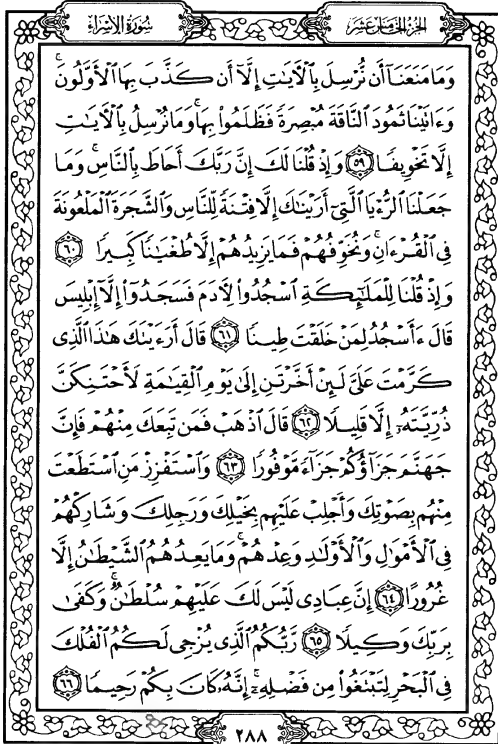 الجزء الخامس عشر
سورة الإسراء
وَمَا مَنَعَنَآ أَن نُّرْسِلَ بِٱلْءَايَٰتِ إِلَّآ أَن كَذَّبَ بِهَا ٱلْأَوَّلُونَ ۚ
وَءَاتَيْنَا ثَمُودَ ٱلنَّاقَةَ مُبْصِرَةً فَظَلَمُوا۟ بِهَا ۚ وَمَا نُرْسِلُ بِٱلْءَايَٰتِ
إِلَّا تَخْوِيفًا ۝٥٩ وَإِذْ قُلْنَا لَكَ إِنَّ رَبَّكَ أَحَاطَ بِٱلنَّاسِ ۚ وَمَا
جَعَلْنَا ٱلرُّءْيَا ٱلَّتِىٓ أَرَيْنَٰكَ إِلَّا فِتْنَةً لِّلنَّاسِ وَٱلشَّجَرَةَ ٱلْمَلْعُونَةَ
فِى ٱلْقُرْءَانِ ۚ وَنُخَوِّفُهُمْ فَمَا يَزِيدُهُمْ إِلَّا طُغْيَٰنًا كَبِيرًا ۝٦٠
وَإِذْ قُلْنَا لِلْمَلَٰٓئِكَةِ ٱسْجُدُوا۟ لِءَادَمَ فَسَجَدُوٓا۟ إِلَّآ إِبْلِيسَ
قَالَ ءَأَسْجُدُ لِمَنْ خَلَقْتَ طِينًا ۝٦١ قَالَ أَرَءَيْتَكَ هَٰذَا ٱلَّذِى
كَرَّمْتَ عَلَىَّ لَئِنْ أَخَّرْتَنِ إِلَىٰ يَوْمِ ٱلْقِيَٰمَةِ لَأَحْتَنِكَنَّ
ذُرِّيَّتَهُۥٓ إِلَّا قَلِيلًا ۝٦٢ قَالَ ٱذْهَبْ فَمَن تَبِعَكَ مِنْهُمْ فَإِنَّ
جَهَنَّمَ جَزَآؤُكُمْ جَزَآءً مَّوْفُورًا ۝٦٣ وَٱسْتَفْزِزْ مَنِ ٱسْتَطَعْتَ
مِنْهُم بِصَوْتِكَ وَأَجْلِبْ عَلَيْهِم بِخَيْلِكَ وَرَجِلِكَ وَشَارِكْهُمْ
فِى ٱلْأَمْوَٰلِ وَٱلْأَوْلَٰدِ وَعِدْهُمْ ۚ وَمَا يَعِدُهُمُ ٱلشَّيْطَٰنُ إِلَّا
غُرُورًا ۝٦٤ إِنَّ عِبَادِى لَيْسَ لَكَ عَلَيْهِمْ سُلْطَٰنٌ ۚ وَكَفَىٰ
بِرَبِّكَ وَكِيلًا ۝٦٥ رَّبُّكُمُ ٱلَّذِى يُزْجِى لَكُمُ ٱلْفُلْكَ
فِى ٱلْبَحْرِ لِتَبْتَغُوا۟ مِن فَضْلِهِۦٓ ۚ إِنَّهُۥ كَانَ بِكُمْ رَحِيمًا ۝٦٦
٢٨٨